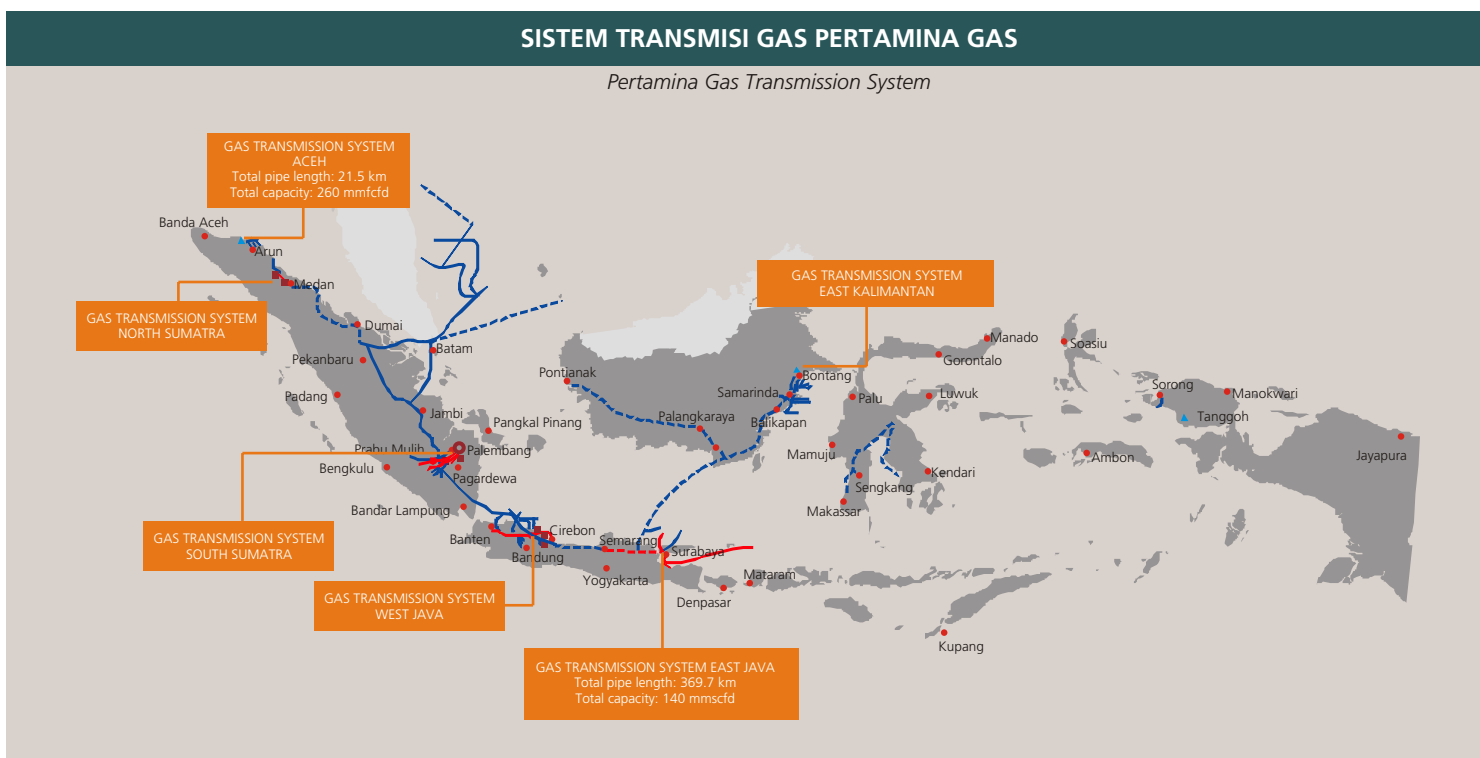 SISTEM TRANSMISI GAS PERTAMINA GAS
Pertamina Gas Transmission System
GAS TRANSMISSION SYSTEM
ACEH
Total pipe length: 21.5 km
Total capacity: 260 mmfcfd
Banda Aceh
Arun
Medan
GAS TRANSMISSION SYSTEM
NORTH SUMATRA
Dumai
Pekanbaru
Batam
Padang
Jambi
Pangkal Pinang
Prabu Mulih
Palembang
Bengkulu
Pagardewa
Bandar Lampung
GAS TRANSMISSION SYSTEM
SOUTH SUMATRA
Banten
Cirebon
Bandung
Semarang
Surabaya
Yogyakarta
Mataram
Denpasar
GAS TRANSMISSION SYSTEM
WEST JAVA
GAS TRANSMISSION SYSTEM EAST JAVA
Total pipe length: 369.7 km
Total capacity: 140 mmscfd
GAS TRANSMISSION SYSTEM
EAST KALIMANTAN
Pontianak
Bontang
Samarinda
Palangkaraya
Balikapan
Manado
Gorontalo
Palu
Luwuk
Mamuju
Sengkang
Kendari
Makassar
Soasiu
Sorong
Manokwari
Tanggoh
Ambon
Jayapura
Kupang